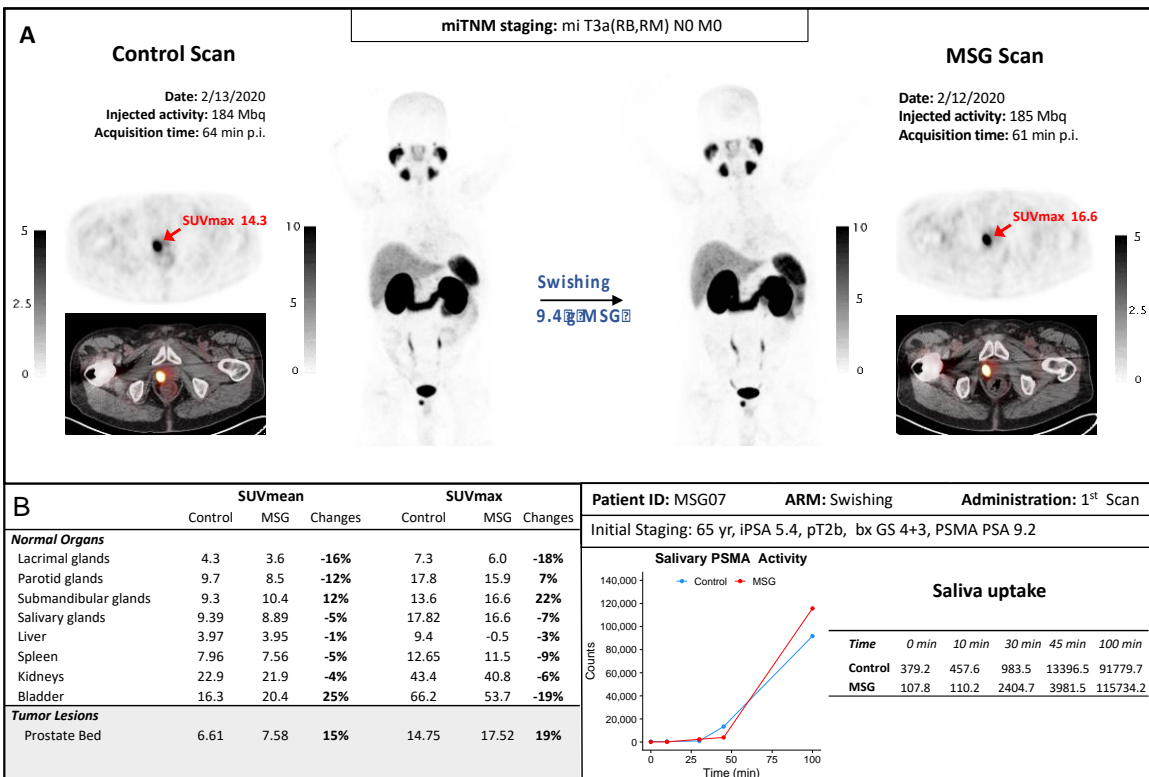 A
miTNM staging: mi T3a(RB,RM) N0 M0
Control Scan
Date: 2/13/2020
Injected activity: 184 Mbq
Acquisition time: 64 min p.i.
SUVmax 14.3
5
2.5
0
10
5
0
Swishing
9.4 g MSG
MSG Scan
Date: 2/12/2020
Injected activity: 185 Mbq
Acquisition time: 61 min p.i.
SUVmax 16.6
10
5
0
5
2.5
0
B
SUVmean SUVmax
Control MSG Changes Control MSG Changes
Normal Organs
Lacrimal glands 4.3 3.6 -16% 7.3 6.0 -18%
Parotid glands 9.7 8.5 -12% 17.8 15.9 7%
Submandibular glands 9.3 10.4 12% 13.6 16.6 22%
Salivary glands 9.39 8.89 -5% 17.82 16.6 -7%
Liver 3.97 3.95 -1% 9.4 -0.5 -3%
Spleen 7.96 7.56 -5% 12.65 11.5 -9%
Kidneys 22.9 21.9 -4% 43.4 40.8 -6%
Bladder 16.3 20.4 25% 66.2 53.7 -19%
Tumor Lesions
Prostate Bed 6.61 7.58 15% 14.75 17.52 19%
Patient ID: MSG07 ARM: Swishing Administration: 1st Scan
Initial Staging: 65 yr, iPSA 5.4, pT2b, bx GS 4+3, PSMA PSA 9.2
Salivary PSMA Activity
Control MSG
140,000
120,000
100,000
80,000
60,000
40,000
20,000
0
Counts
0 25 50 75 100
Time (min)
Saliva uptake
Time 0 min 10 min 30 min 45 min 100 min
Control 379.2 457.6 983.5 13396.5 91779.7
MSG 107.8 110.2 2404.7 3981.5 115734.2